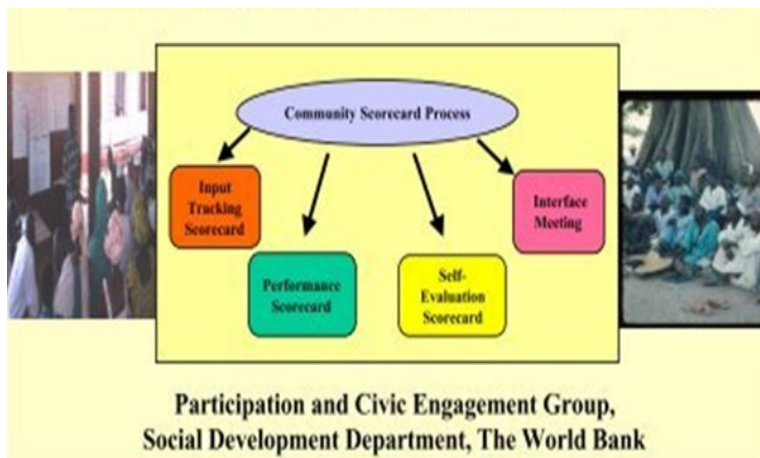 Community Scorecard Process
Input
Tracking
Scorecard
Performance
Scorecard
Self-
Evaluation
Scorecard
Interface
Meeting
Participation and Civic Engagement Group,
Social Development Department, The World Bank